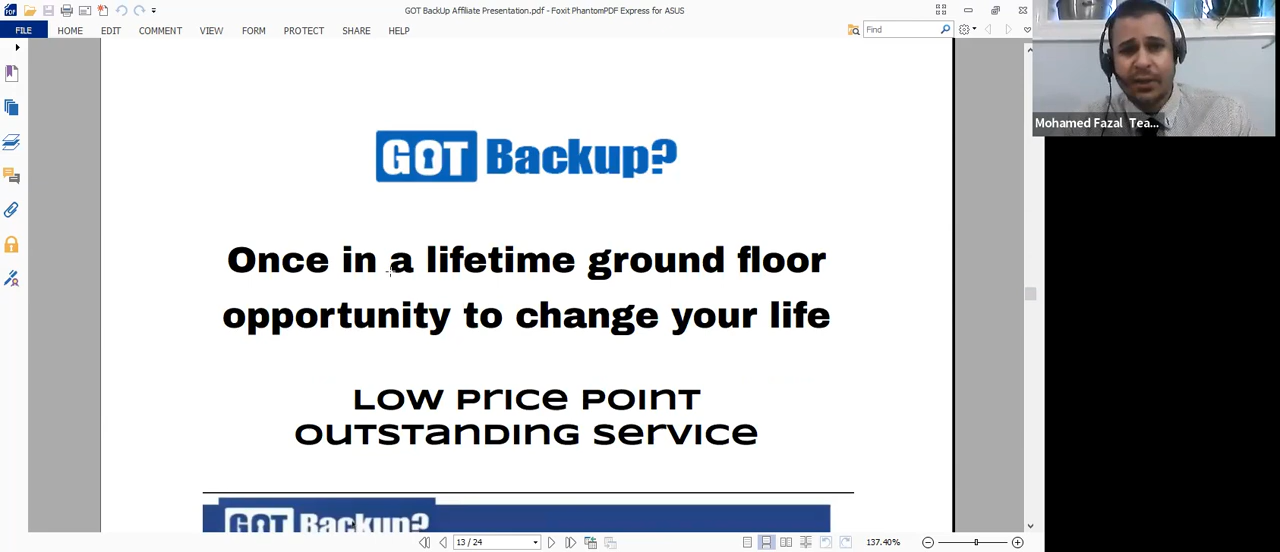 GOT BackUp Affiliate Presentation.pdf - Foxit PhantomPDF Express for ASUS
FILE HOME EDIT COMMENT VIEW FORM PROTECT SHARE HELP
Find
Mohamed Fazal Tea...
GOT Backup?
Once in a lifetime ground floor
opportunity to change your life
LOW PRICE POINT
OUTSTANDING SERVICE
GOT Backup?
13 / 24
137.40%